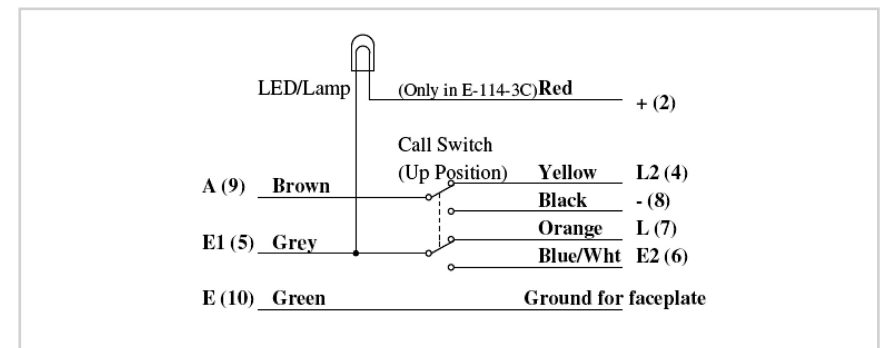 LED/Lamp (Only in E-114-3C) Red + (2)
Call Switch
(Up Position) Yellow L2 (4)
A (9) Brown
Black - (8)
Orange L (7)
E1 (5) Grey
Blue/Wht E2 (6)
E (10) Green Ground for faceplate